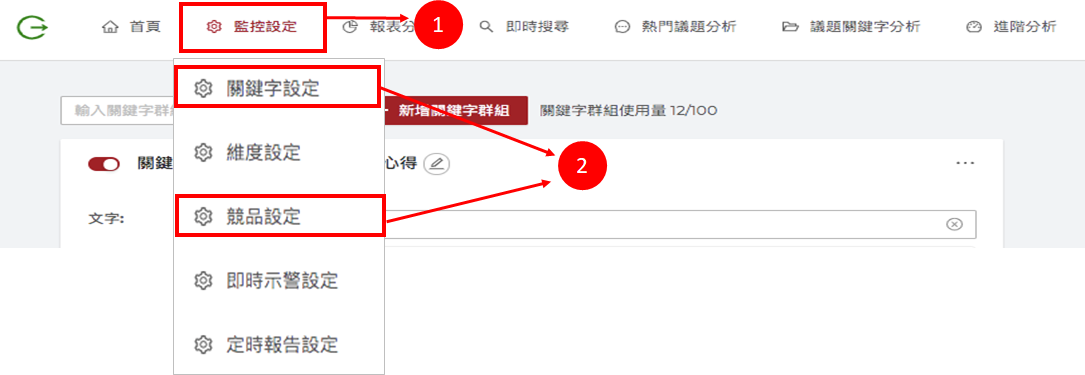 首頁 監控設定 報表分 1 即時搜尋 熱門議題分析 議題關鍵字分析 進階分析
關鍵字設定
輸入關鍵字群 新增關鍵字群組 關鍵字群組使用量 12/100
維度設定
關鍵 心得 2
競品設定
文字:
即時示警設定
定時報告設定